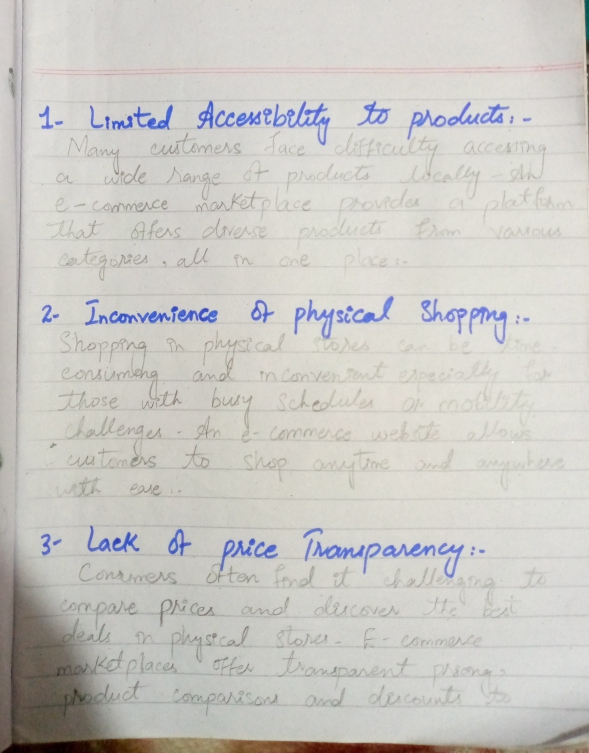 1- Limited Accessibility to products:-
Many customers face difficulty accessing
a wide range of products locally - An
e-commerce marketplace provides a platform
that offers diverse products from various
categories, all in one place:-
2- Inconvenience of physical Shopping:-
Shopping in physical stores can be time
consuming and inconvenient especially for
those with busy schedules or mobility
challenges - An e-commerce website allows
customers to shop anytime and anywhere
with ease..
3- Lack of price Transparency:-
Consumers often find it challenging to
compare prices and discover the best
deals in physical stores - E-commerce
marketplaces offer transparent pricing,
product comparisons and discounts to